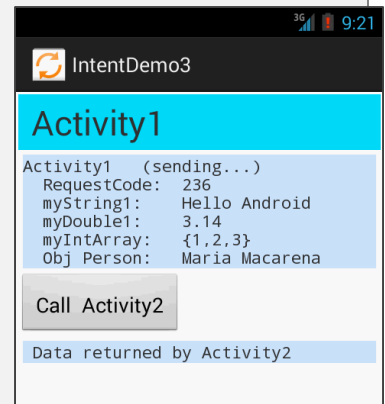 3G 9:21
IntentDemo3
Activity1
Activity1 (sending...)
RequestCode: 236
myString1: Hello Android
myDouble1: 3.14
myIntArray: {1,2,3}
Obj Person: Maria Macarena
Call Activity2
Data returned by Activity2